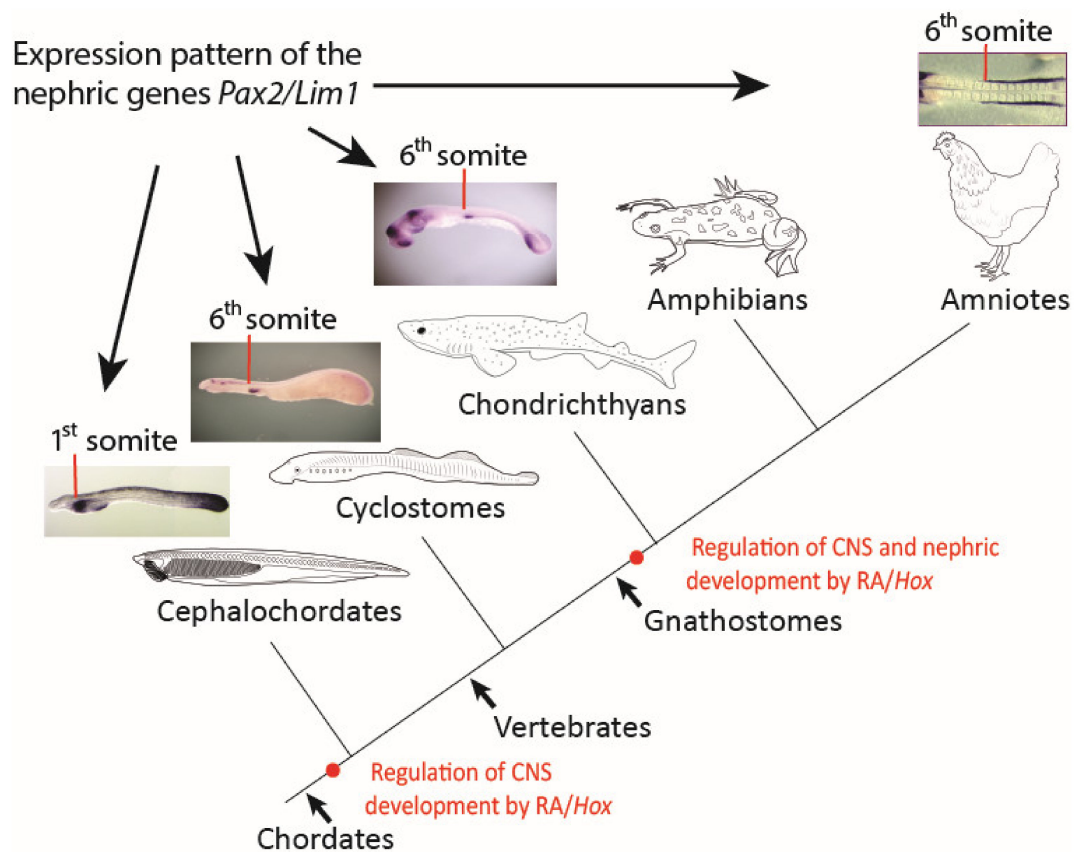 Expression pattern of the
nephric genes Pax2/Lim1
6th somite
6th somite
6th somite
1st somite
Amphibians
Amniotes
Chondrichthyans
Cyclostomes
Cephalochordates
Regulation of CNS and nephric
development by RA/Hox
Gnathostomes
Vertebrates
Regulation of CNS
development by RA/Hox
Chordates